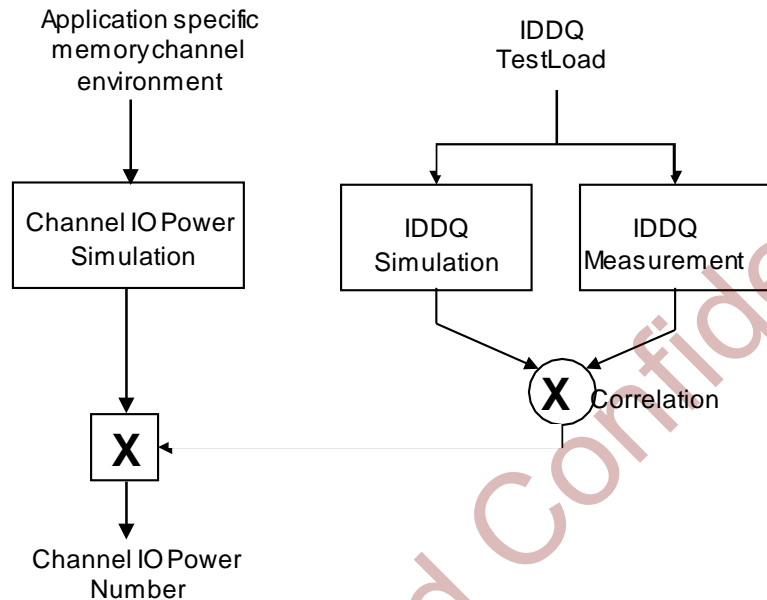 Application specific
memory channel
environment
IDDQ
TestLoad
Channel IO Power
Simulation
IDDQ
Simulation
IDDQ
Measurement
X
Correlation
X
Channel IO Power
Number